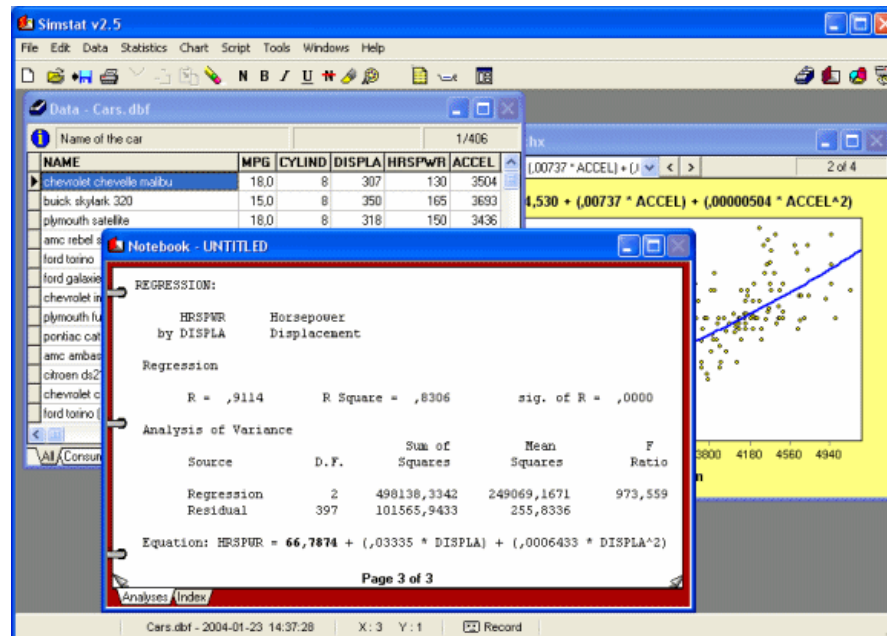 Simstat v2.5
File Edit Data Statistics Chart Script Tools Windows Help
N B I U N
Data - Cars.dbf
Name of the car 1/406
NAME MPG CYLIND DISPLA HRSPWR ACCEL
chevrolet chevelle malibu 18,0 8 307 130 3504
buick skylark 320 15,0 8 350 165 3693
plymouth satellite 18,0 8 318 150 3436
amc rebel s
ford torino
ford galaxie
chevrolet im
plymouth fu
pontiac cat
amc ambas
citroen ds2
chevrolet c
ford torino (
All Consum
hx
(,00737 * ACCEL) + (,0 < > 2 of 4
4,530 + (,00737 * ACCEL) + (,00000504 * ACCEL^2)
3800 4180 4560 4940
n
Notebook - UNTITLED
REGRESSION:
HRSPWR Horsepower
by DISPLA Displacement
Regression
R = ,9114 R Square = ,8306 sig. of R = ,0000
Analysis of Variance
Sum of Mean F
Source D.F. Squares Squares Ratio
Regression 2 498138,3342 249069,1671 973,559
Residual 397 101565,9433 255,8336
Equation: HRSPWR = 66,7874 + (,03335 * DISPLA) + (,0006433 * DISPLA^2)
Page 3 of 3
Analyses Index
Cars.dbf - 2004-01-23 14:37:28 X: 3 Y: 1 Record